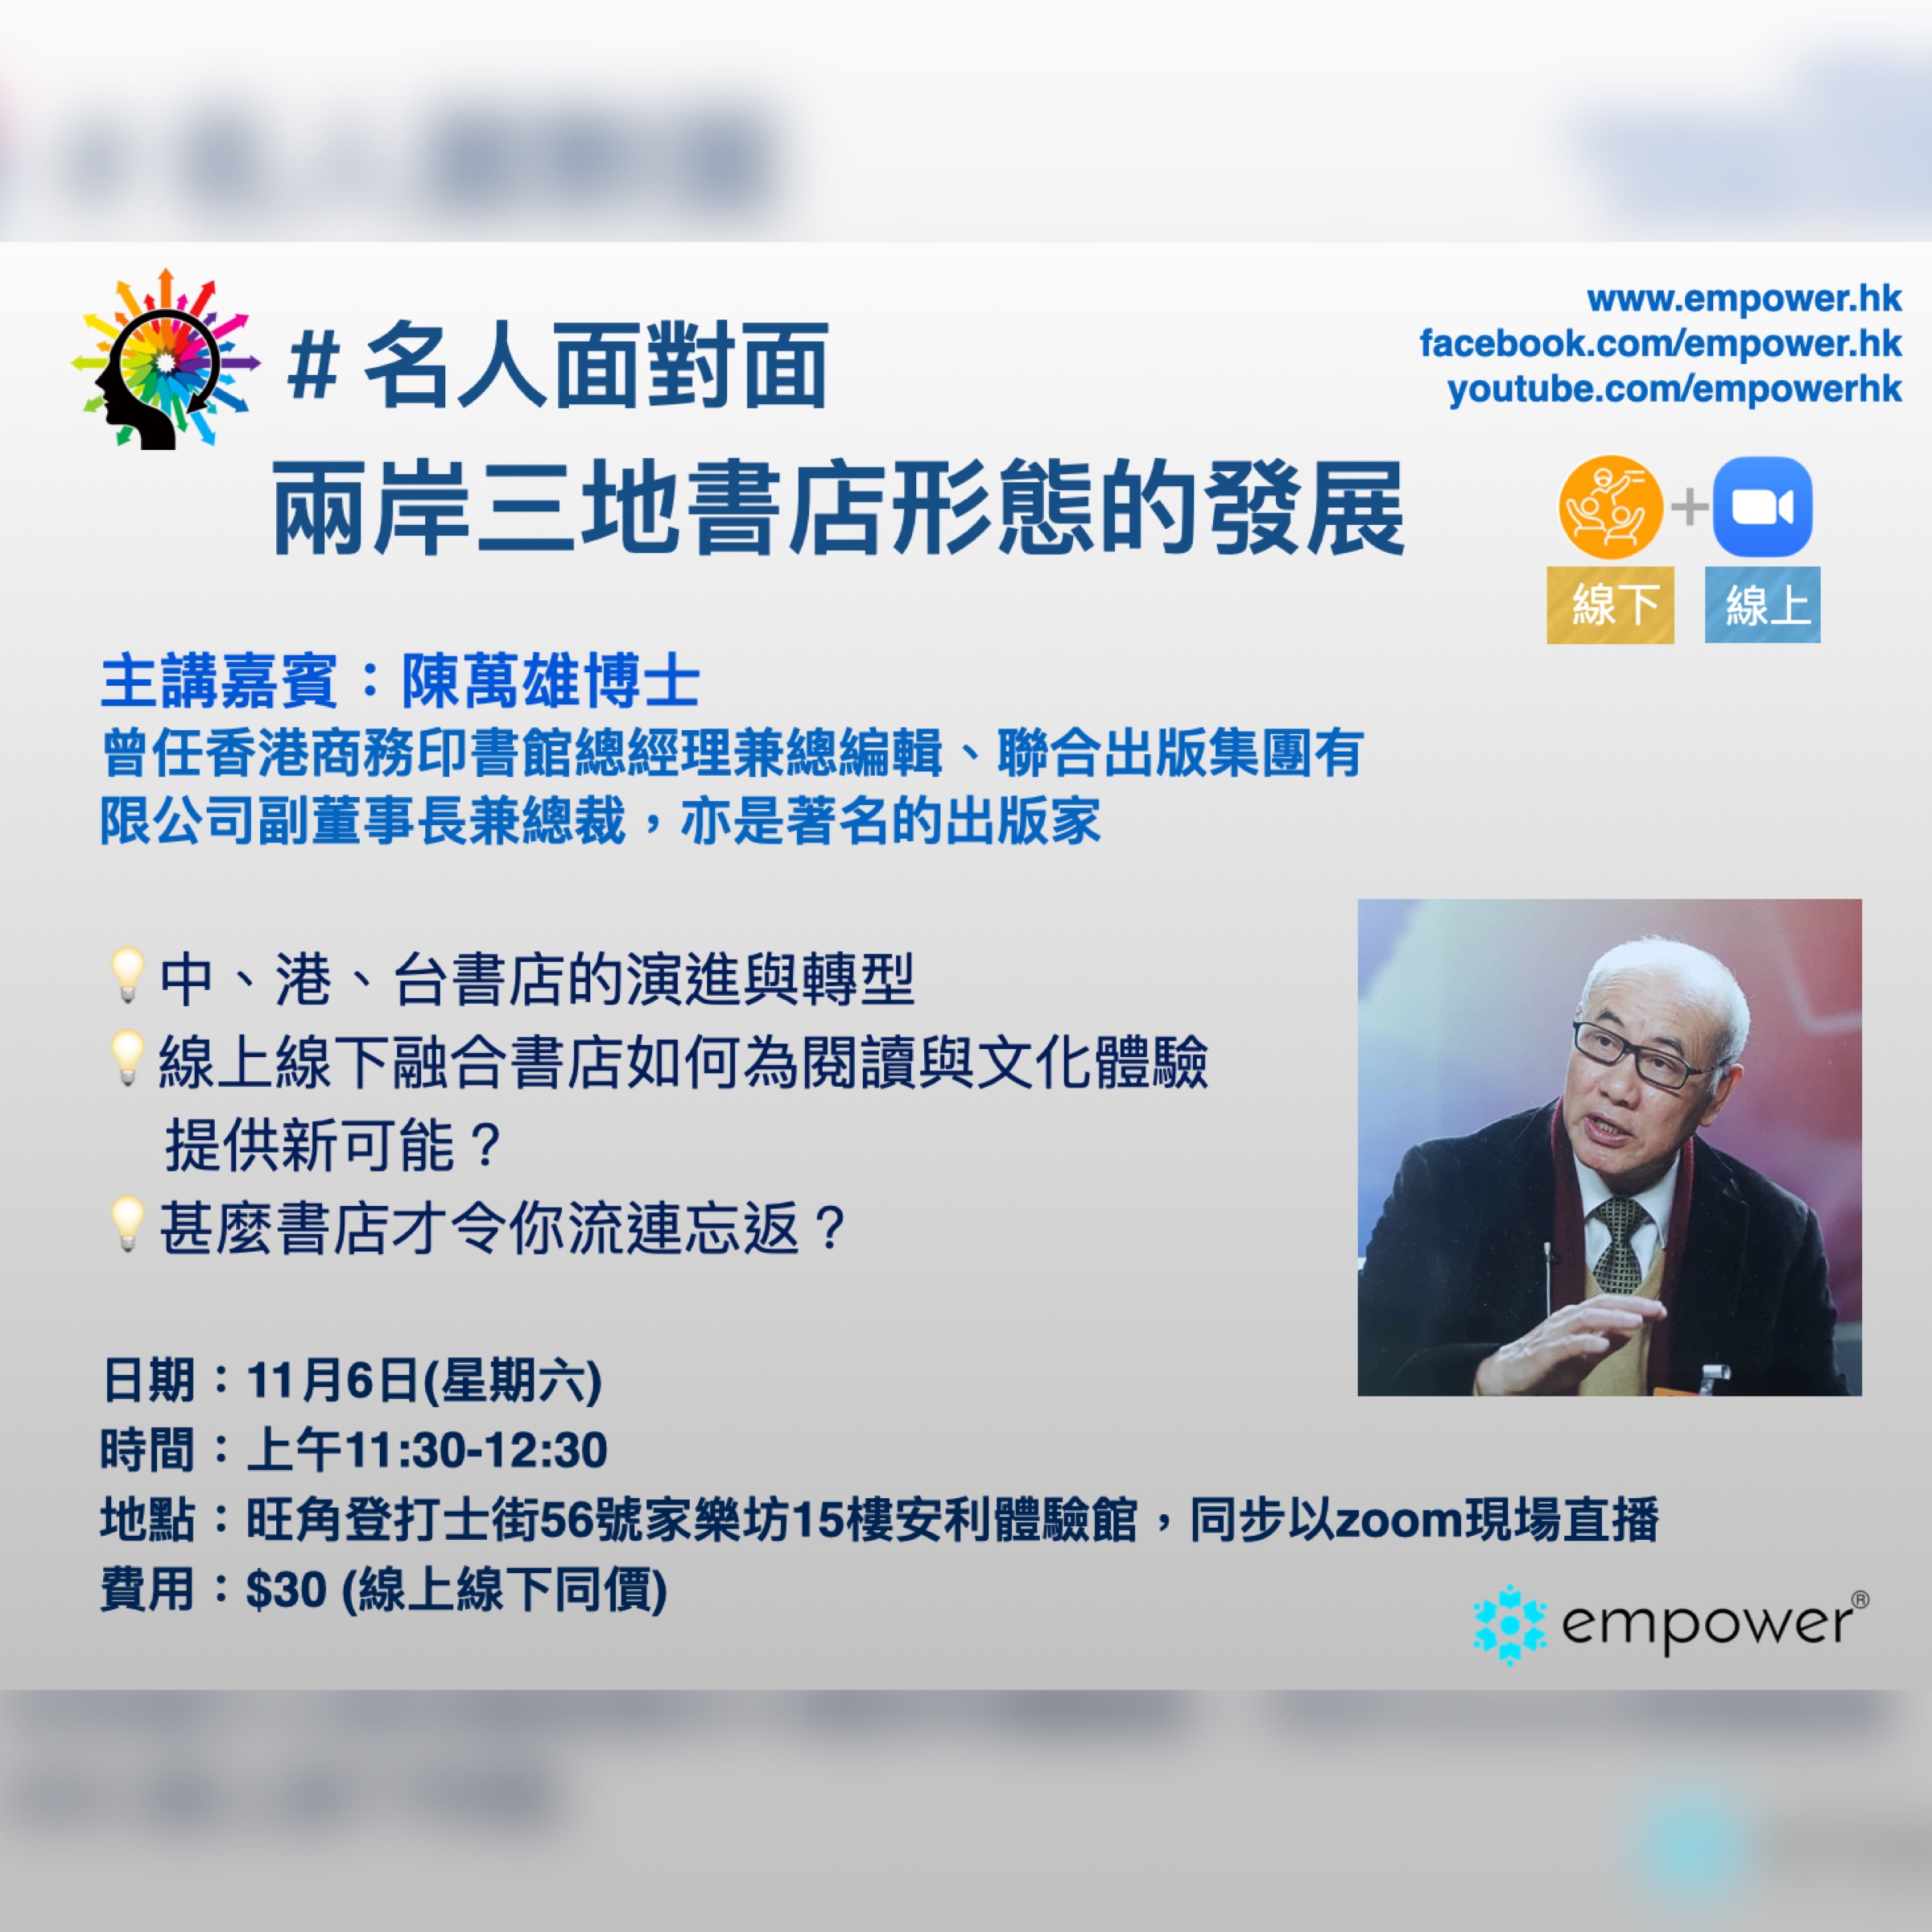 # 名人面對面
兩岸三地書店形態的發展
www.empower.hk
facebook.com/empower.hk
youtube.com/empowerhk
線下
線上
主講嘉賓：陳萬雄博士
曾任香港商務印書館總經理兼總編輯、聯合出版集團有
限公司副董事長兼總裁，亦是著名的出版家
中、港、台書店的演進與轉型
線上線下融合書店如何為閱讀與文化體驗
提供新可能？
甚麼書店才令你流連忘返？
日期：11月6日(星期六)
時間：上午11:30-12:30
地點：旺角登打士街56號家樂坊15樓安利體驗館，同步以zoom現場直播
費用：$30 (線上線下同價)
empower®